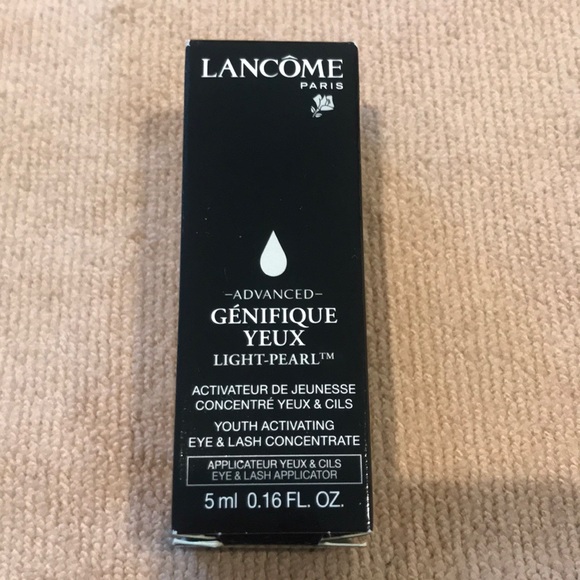 LANCÔME
PARIS
–ADVANCED–
GÉNIFIQUE
YEUX
LIGHT-PEARL™
ACTIVATEUR DE JEUNESSE
CONCENTRÉ YEUX & CILS
YOUTH ACTIVATING
EYE & LASH CONCENTRATE
APPLICATEUR YEUX & CILS
EYE & LASH APPLICATOR
5 ml 0.16 FL. OZ.